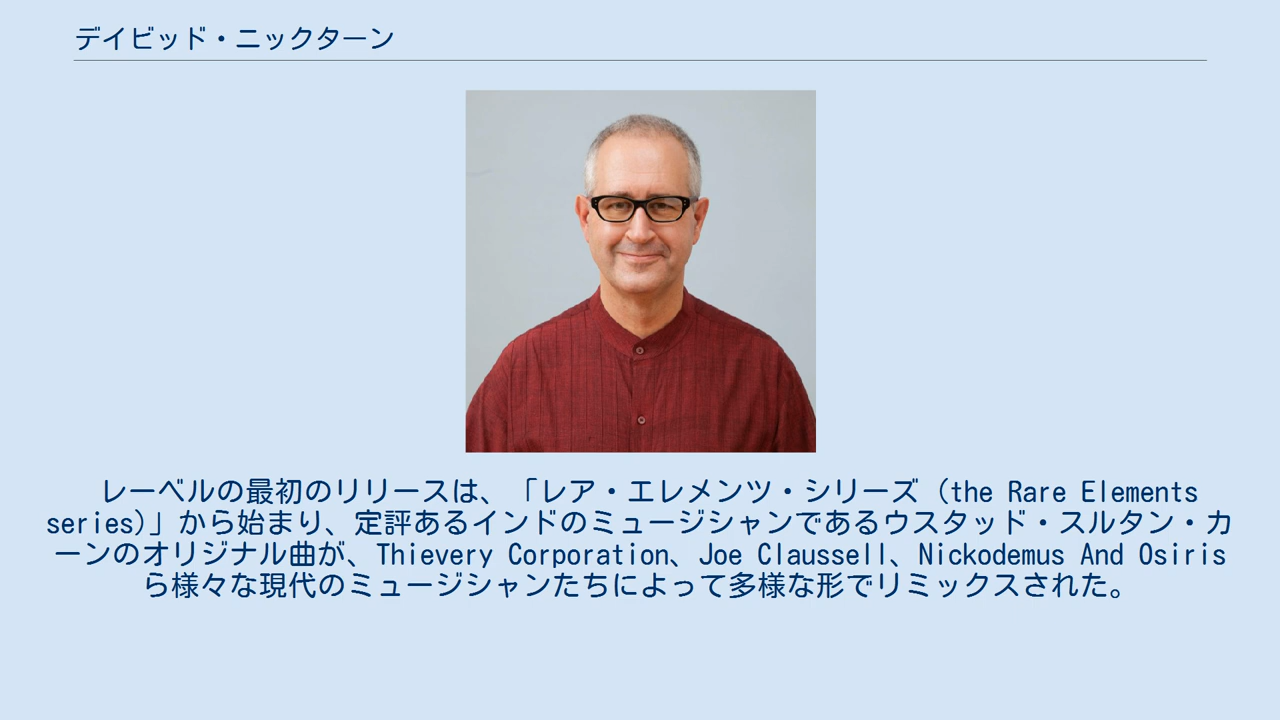 デイビッド・ニックターン
レーベルの最初のリリースは、「レア・エレメンツ・シリーズ (the Rare Elements
series)」から始まり、定評あるインドのミュージシャンであるウスタッド・スルタン・カ
ーンのオリジナル曲が、Thievery Corporation、Joe Claussell、Nickodemus And Osiris
ら様々な現代のミュージシャンたちによって多様な形でリミックスされた。